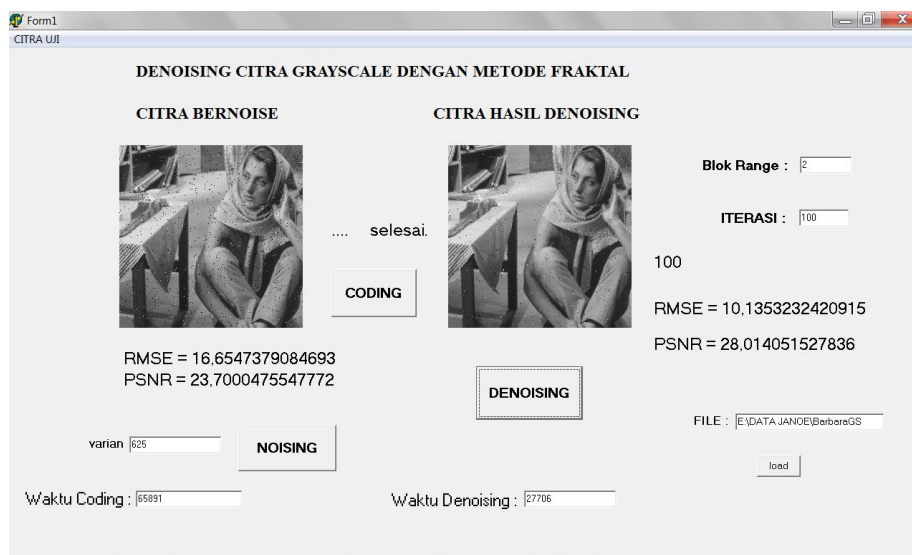 Form1
CITRA UJI
DENOISING CITRA GRAYSCALE DENGAN METODE FRAKTAL
CITRA BERNOISE
CITRA HASIL DENOISING
Blok Range : 2
ITERASI : 100
.... selesai.
CODING
100
RMSE = 10,1353232420915
PSNR = 28,014051527836
RMSE = 16,6547379084693
PSNR = 23,7000475547772
DENOISING
FILE : E:\DATA JANOE\BarbaraGS
varian 625
NOISING
load
Waktu Coding : 65891
Waktu Denoising : 27706